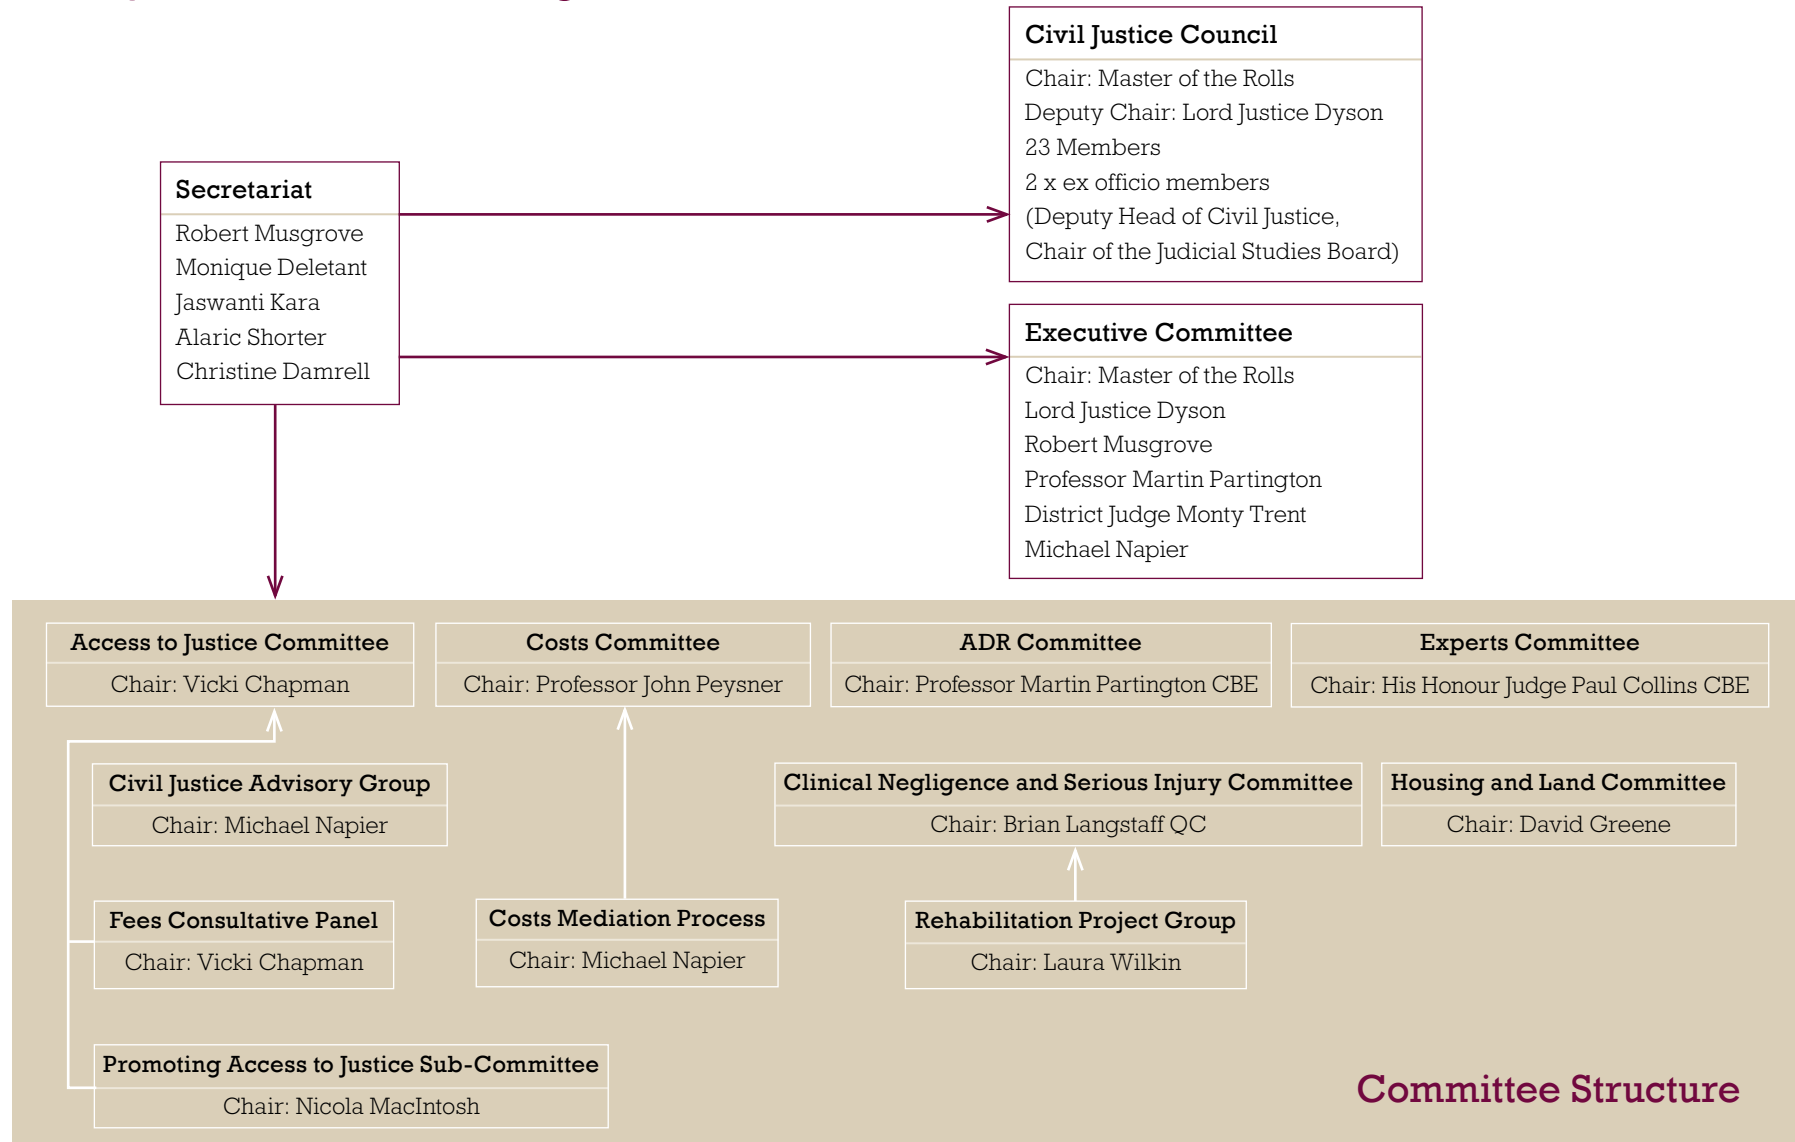 Civil Justice Council
Chair: Master of the Rolls
Deputy Chair: Lord Justice Dyson
23 Members
2 x ex officio members
(Deputy Head of Civil Justice,
Chair of the Judicial Studies Board)
Secretariat
Robert Musgrove
Monique Deletant
Jaswanti Kara
Alaric Shorter
Christine Damrell
Executive Committee
Chair: Master of the Rolls
Lord Justice Dyson
Robert Musgrove
Professor Martin Partington
District Judge Monty Trent
Michael Napier
Access to Justice Committee
Chair: Vicki Chapman
Costs Committee
Chair: Professor John Peysner
ADR Committee
Chair: Professor Martin Partington CBE
Experts Committee
Chair: His Honour Judge Paul Collins CBE
Civil Justice Advisory Group
Chair: Michael Napier
Clinical Negligence and Serious Injury Committee
Chair: Brian Langstaff QC
Housing and Land Committee
Chair: David Greene
Fees Consultative Panel
Chair: Vicki Chapman
Costs Mediation Process
Chair: Michael Napier
Rehabilitation Project Group
Chair: Laura Wilkin
Promoting Access to Justice Sub-Committee
Chair: Nicola MacIntosh
Committee Structure